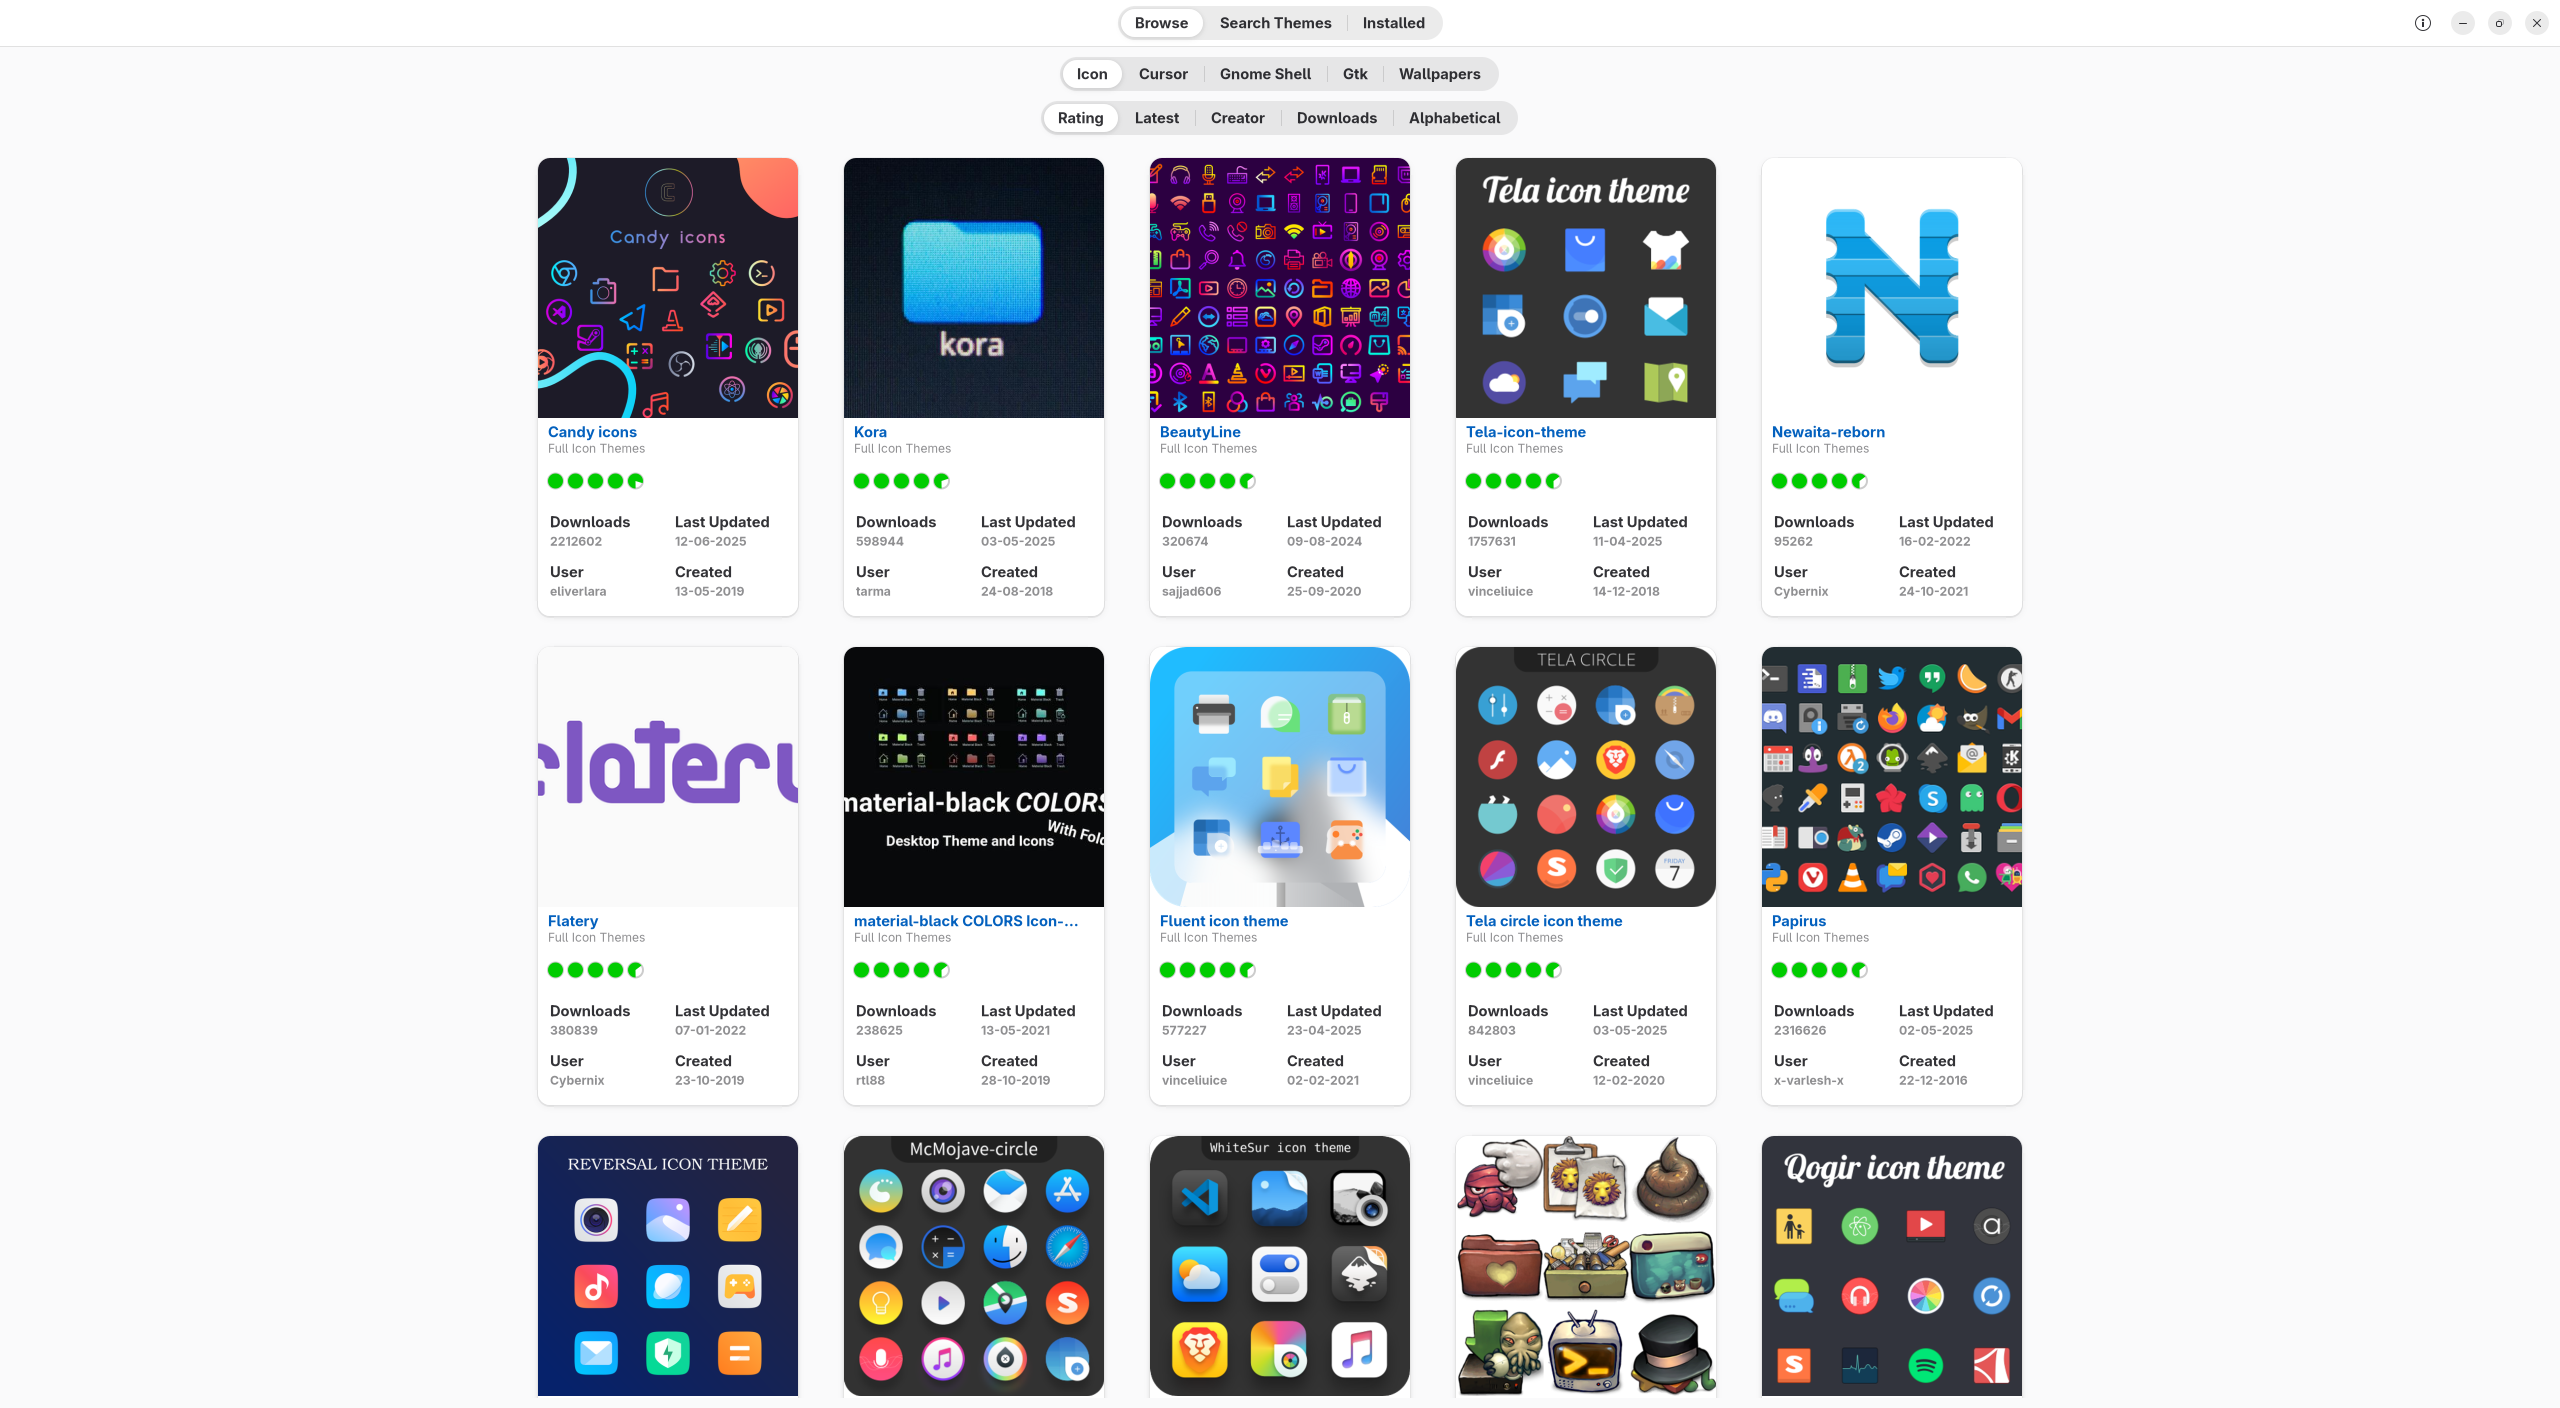 Browse Search Themes Installed
Icon Cursor Gnome Shell Gtk Wallpapers
Rating Latest Creator Downloads Alphabetical
C
Candy icons
kora
Tela icon theme
N
Candy icons
Full Icon Themes
Downloads Last Updated
2212602 12-06-2025
User Created
eliverlara 13-05-2019
Kora
Full Icon Themes
Downloads Last Updated
598944 03-05-2025
User Created
tarma 24-08-2018
BeautyLine
Full Icon Themes
Downloads Last Updated
320674 09-08-2024
User Created
sajjad606 25-09-2020
Tela-icon-theme
Full Icon Themes
Downloads Last Updated
1757631 11-04-2025
User Created
vinceliuice 14-12-2018
Newaita-reborn
Full Icon Themes
Downloads Last Updated
95262 16-02-2022
User Created
Cybernix 24-10-2021
flatery
material-black COLORS
With Fold
Desktop Theme and Icons
TELA CIRCLE
FRIDAY
7
Flatery
Full Icon Themes
Downloads Last Updated
380839 07-01-2022
User Created
Cybernix 23-10-2019
material-black COLORS Icon-...
Full Icon Themes
Downloads Last Updated
238625 13-05-2021
User Created
rtl88 28-10-2019
Fluent icon theme
Full Icon Themes
Downloads Last Updated
577227 23-04-2025
User Created
vinceliuice 02-02-2021
Tela circle icon theme
Full Icon Themes
Downloads Last Updated
842803 03-05-2025
User Created
vinceliuice 12-02-2020
Papirus
Full Icon Themes
Downloads Last Updated
2316626 02-05-2025
User Created
x-varlesh-x 22-12-2016
REVERSAL ICON THEME
McMojave-circle
WhiteSur icon theme
Qogir icon theme